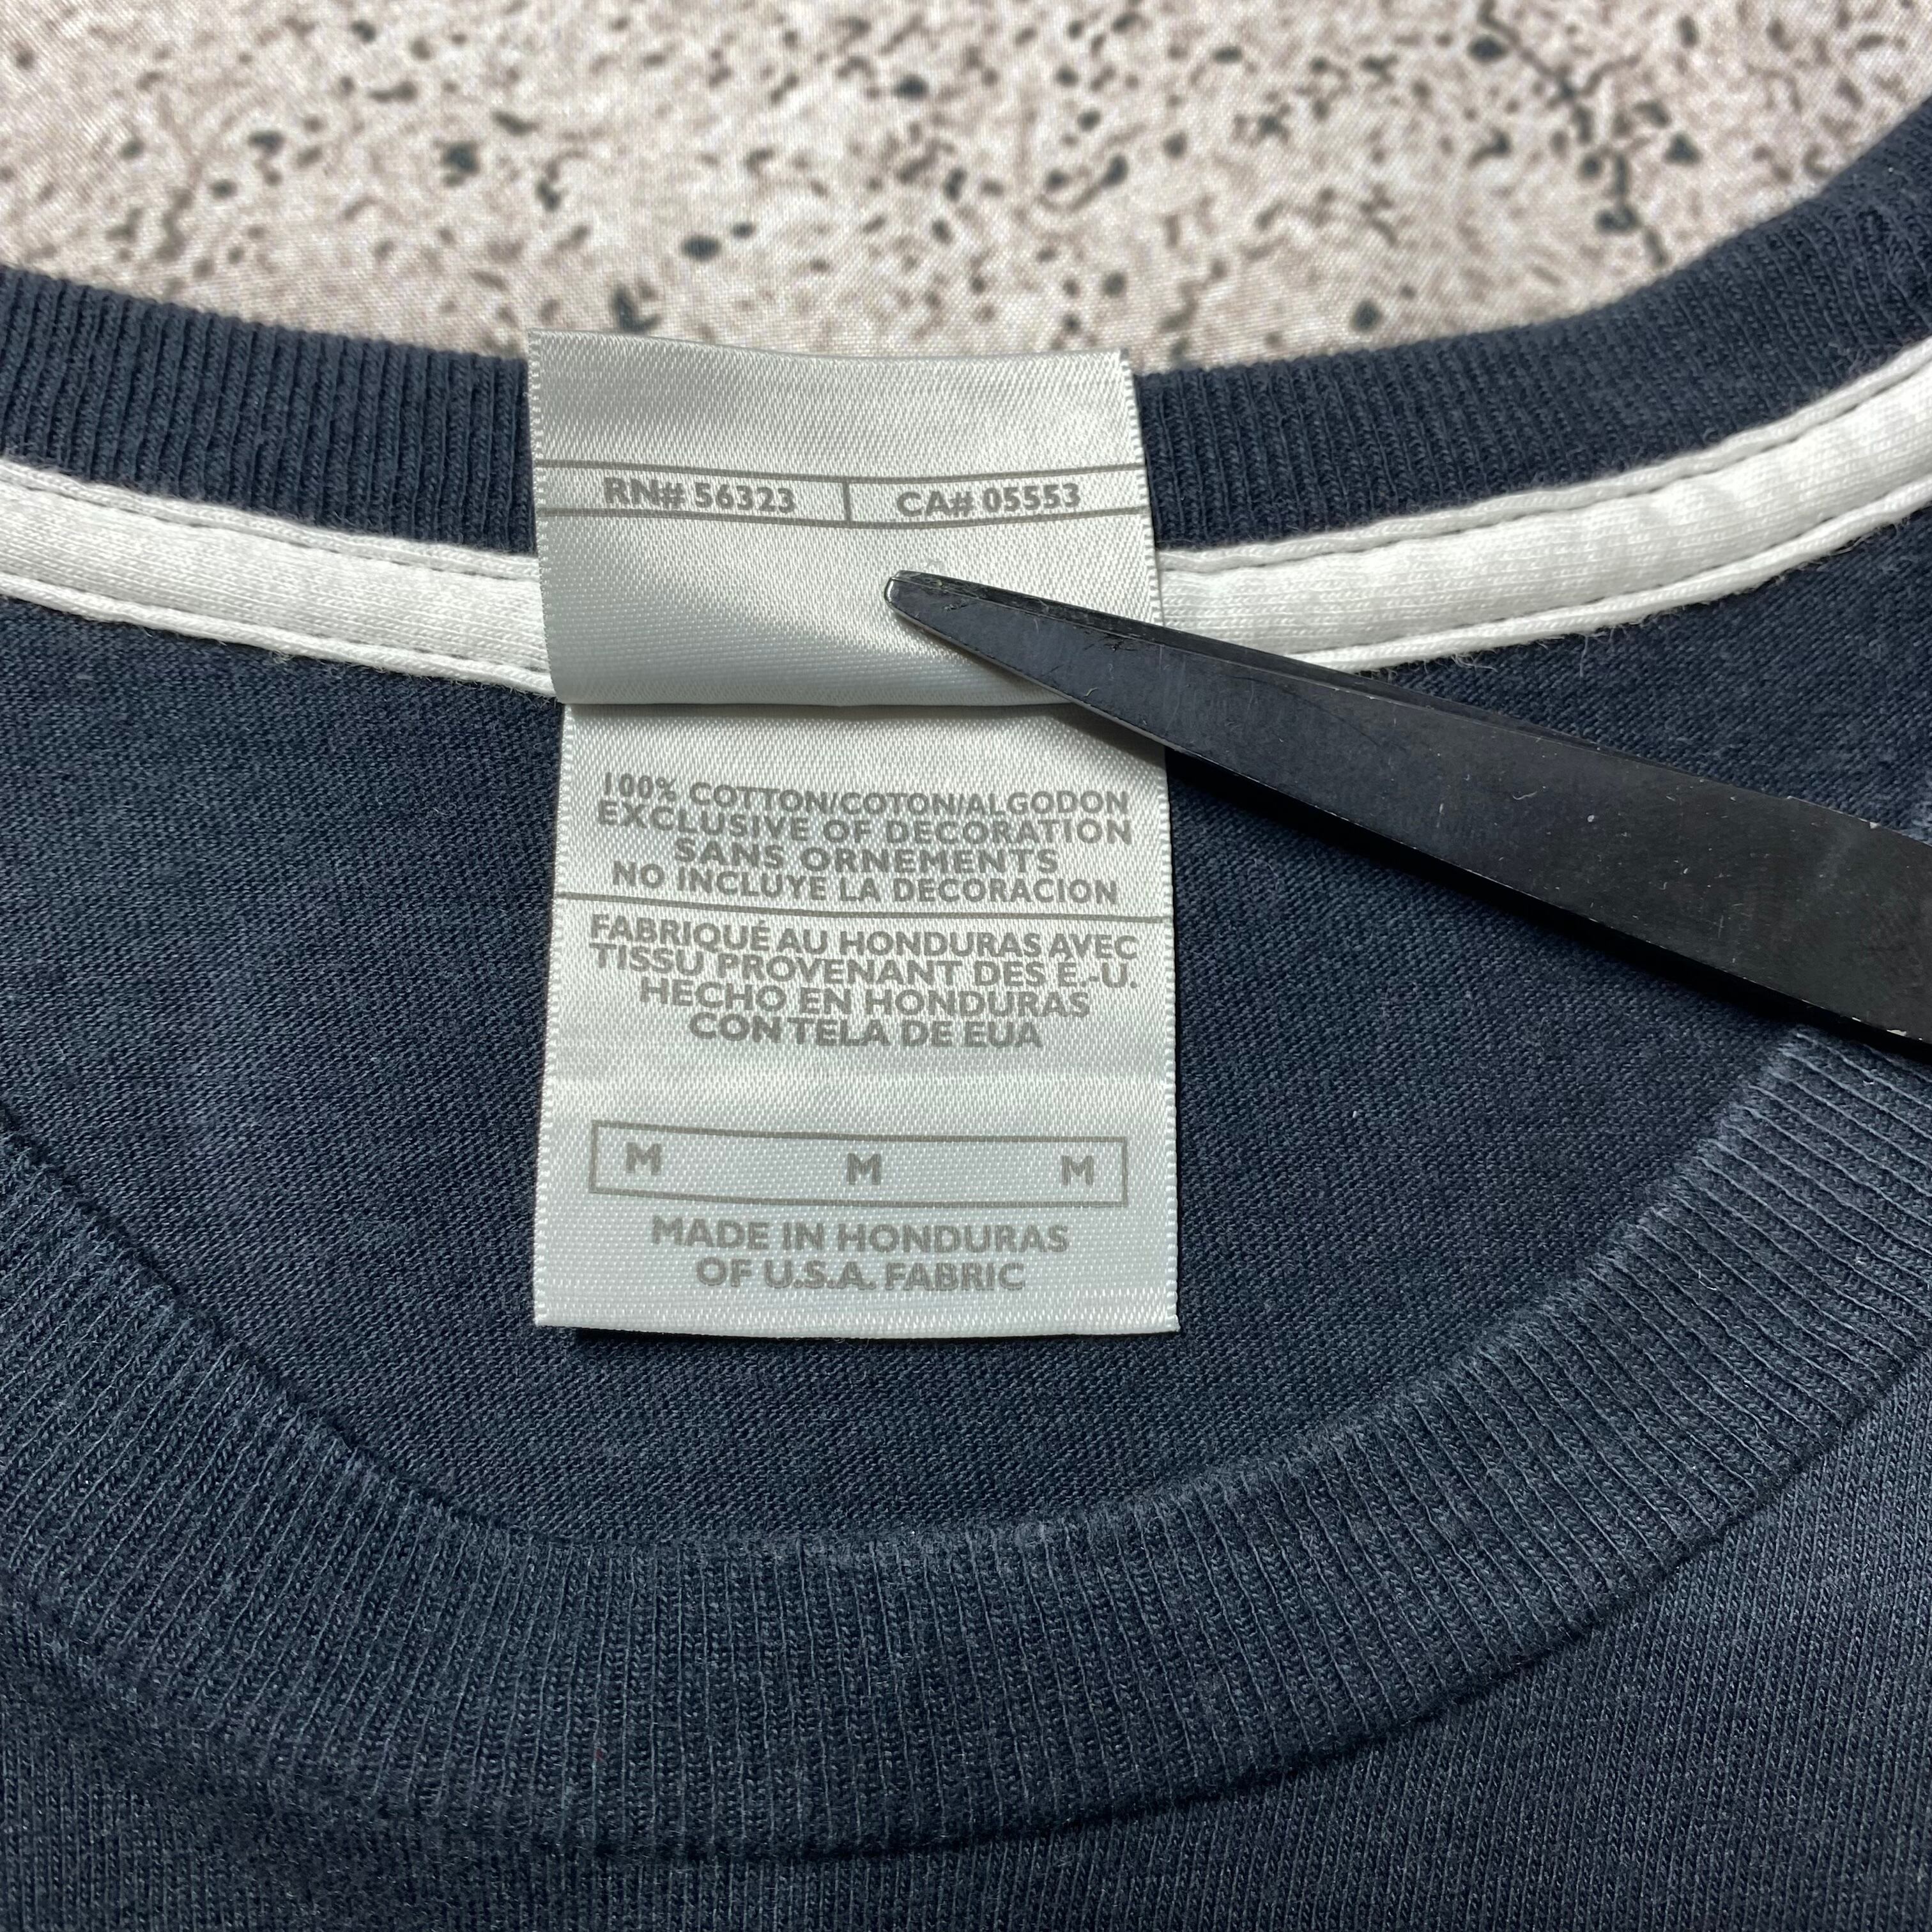 RN# 56323 CA# 05553
100% COTTON/COTON/ALGODON
EXCLUSIVE OF DECORATION
SANS ORNEMENTS
NO INCLUYE LA DECORACION
FABRIQUÉ AU HONDURAS AVEC
TISSU PROVENANT DES É.-U.
HECHO EN HONDURAS
CON TELA DE EUA
M M M
MADE IN HONDURAS
OF U.S.A. FABRIC